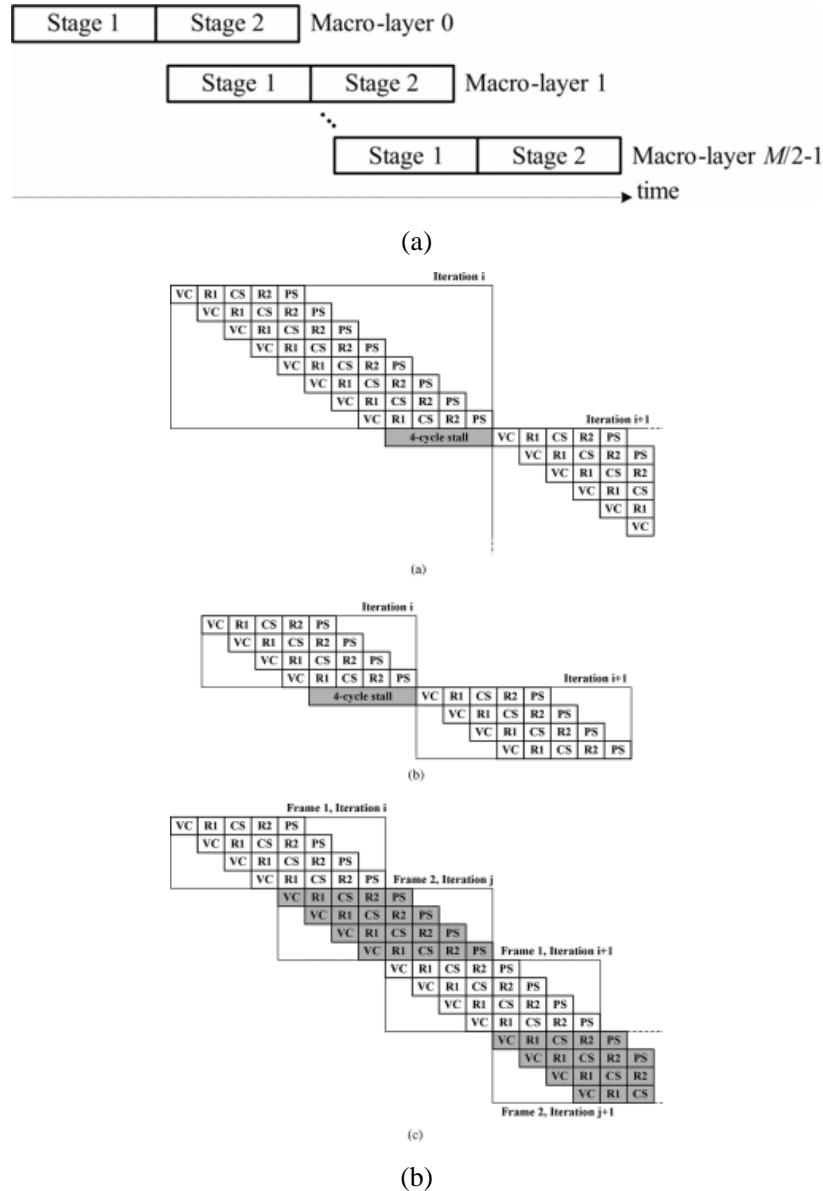 Stage 1 Stage 2 Macro-layer 0
Stage 1 Stage 2 Macro-layer 1
Stage 1 Stage 2 Macro-layer M/2-1
time
(a)
Iteration i
VC R1 CS R2 PS
VC R1 CS R2 PS
VC R1 CS R2 PS
VC R1 CS R2 PS
VC R1 CS R2 PS
VC R1 CS R2 PS
VC R1 CS R2 PS
Iteration i+1
VC R1 CS R2 PS
4-cycle stall VC R1 CS R2 PS
VC R1 CS R2 PS
VC R1 CS R2
VC R1 CS
VC R1
VC
(a)
Iteration i
VC R1 CS R2 PS
VC R1 CS R2 PS
VC R1 CS R2 PS
VC R1 CS R2 PS Iteration i+1
4-cycle stall VC R1 CS R2 PS
VC R1 CS R2 PS
VC R1 CS R2 PS
VC R1 CS R2 PS
(b)
Frame 1, Iteration i
VC R1 CS R2 PS
VC R1 CS R2 PS
VC R1 CS R2 PS
VC R1 CS R2 PS Frame 2, Iteration j
VC R1 CS R2 PS
VC R1 CS R2 PS
VC R1 CS R2 PS
VC R1 CS R2 PS Frame 1, Iteration i+1
VC R1 CS R2 PS
VC R1 CS R2 PS
VC R1 CS R2 PS
VC R1 CS R2 PS
VC R1 CS R2 PS
VC R1 CS R2 PS
VC R1 CS R2
VC R1 CS
Frame 2, Iteration j+1
(c)
(b)